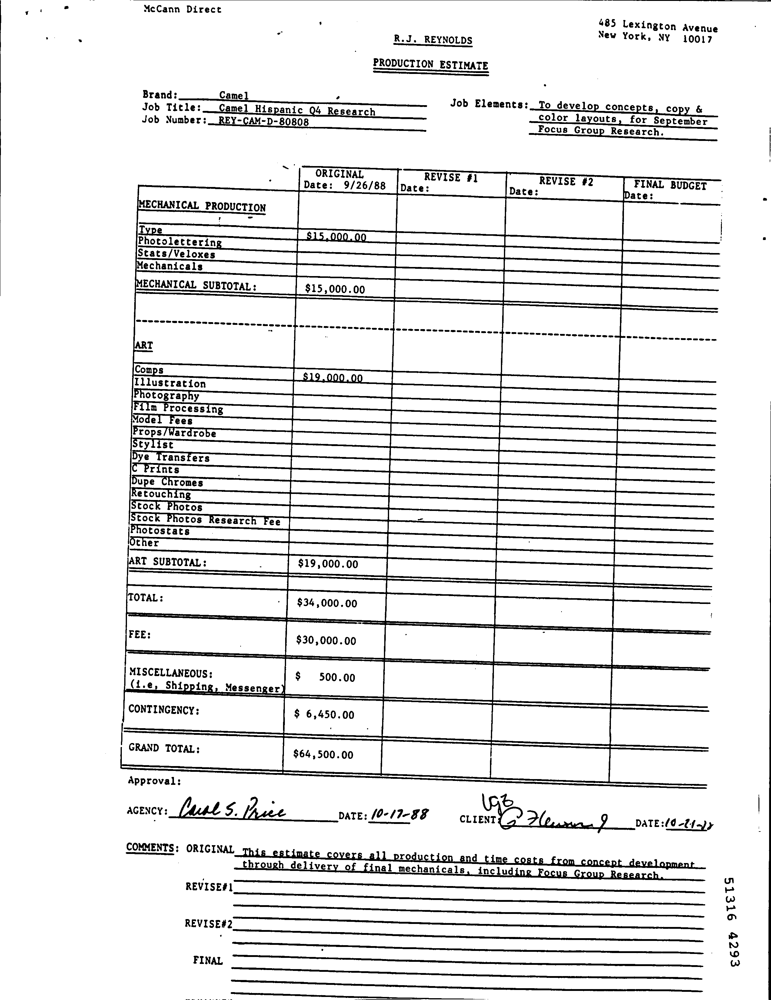 McCann Direct
485 Lexington Avenue
New York, NY 10017
R.J. REYNOLDS
PRODUCTION ESTIMATE
Brand: Camel
Job Title: Camel Hispanic Q4 Research
Job Number: REY-CAM-D-80808
Job Elements: To develop concepts, copy &
color layouts, for September
Focus Group Research.
ORIGINAL REVISE #1 REVISE #2 FINAL BUDGET
Date: 9/26/88 Date: Date: Date:
MECHANICAL PRODUCTION
Type $15,000.00
Photolettering
Stats/Veloxes
Mechanicals
MECHANICAL SUBTOTAL: $15,000.00
ART
Comps $19,000.00
Illustration
Photography
Film Processing
Model Fees
Props/Wardrobe
Stylist
Dye Transfers
C Prints
Dupe Chromes
Retouching
Stock Photos
Stock Photos Research Fee
Photostats
Other
ART SUBTOTAL: $19,000.00
TOTAL: $34,000.00
FEE: $30,000.00
MISCELLANEOUS: $ 500.00
(i.e, Shipping, Messenger)
CONTINGENCY: $ 6,450.00
GRAND TOTAL: $64,500.00
Approval:
AGENCY: Carol S. Price DATE: 10-17-88 CLIENT: DATE:
COMMENTS: ORIGINAL This estimate covers all production and time costs from concept development
through delivery of final mechanicals, including Focus Group Research.
REVISE#1
REVISE#2
FINAL
51316 4293